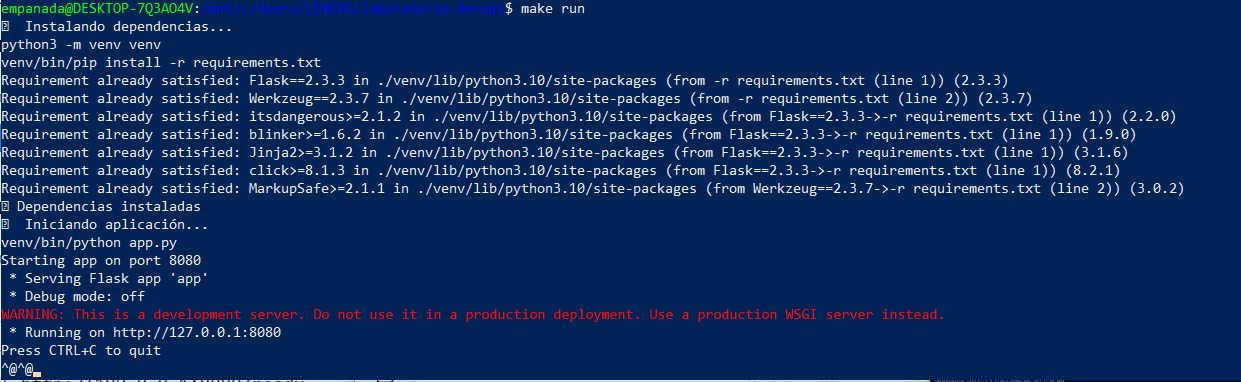 empanada@DESKTOP-7Q3AO4V:/mnt/c/Users/LENOVO/laboratorio-devops$ make run
Instalando dependencias...
python3 -m venv venv
venv/bin/pip install -r requirements.txt
Requirement already satisfied: Flask==2.3.3 in ./venv/lib/python3.10/site-packages (from -r requirements.txt (line 1)) (2.3.3)
Requirement already satisfied: Werkzeug==2.3.7 in ./venv/lib/python3.10/site-packages (from -r requirements.txt (line 2)) (2.3.7)
Requirement already satisfied: itsdangerous>=2.1.2 in ./venv/lib/python3.10/site-packages (from Flask==2.3.3->-r requirements.txt (line 1)) (2.2.0)
Requirement already satisfied: blinker>=1.6.2 in ./venv/lib/python3.10/site-packages (from Flask==2.3.3->-r requirements.txt (line 1)) (1.9.0)
Requirement already satisfied: Jinja2>=3.1.2 in ./venv/lib/python3.10/site-packages (from Flask==2.3.3->-r requirements.txt (line 1)) (3.1.6)
Requirement already satisfied: click>=8.1.3 in ./venv/lib/python3.10/site-packages (from Flask==2.3.3->-r requirements.txt (line 1)) (8.2.1)
Requirement already satisfied: MarkupSafe>=2.1.1 in ./venv/lib/python3.10/site-packages (from Werkzeug==2.3.7->-r requirements.txt (line 2)) (3.0.2)
Dependencias instaladas
Iniciando aplicación...
venv/bin/python app.py
Starting app on port 8080
* Serving Flask app 'app'
* Debug mode: off
WARNING: This is a development server. Do not use it in a production deployment. Use a production WSGI server instead.
* Running on http://127.0.0.1:8080
Press CTRL+C to quit
^@^@